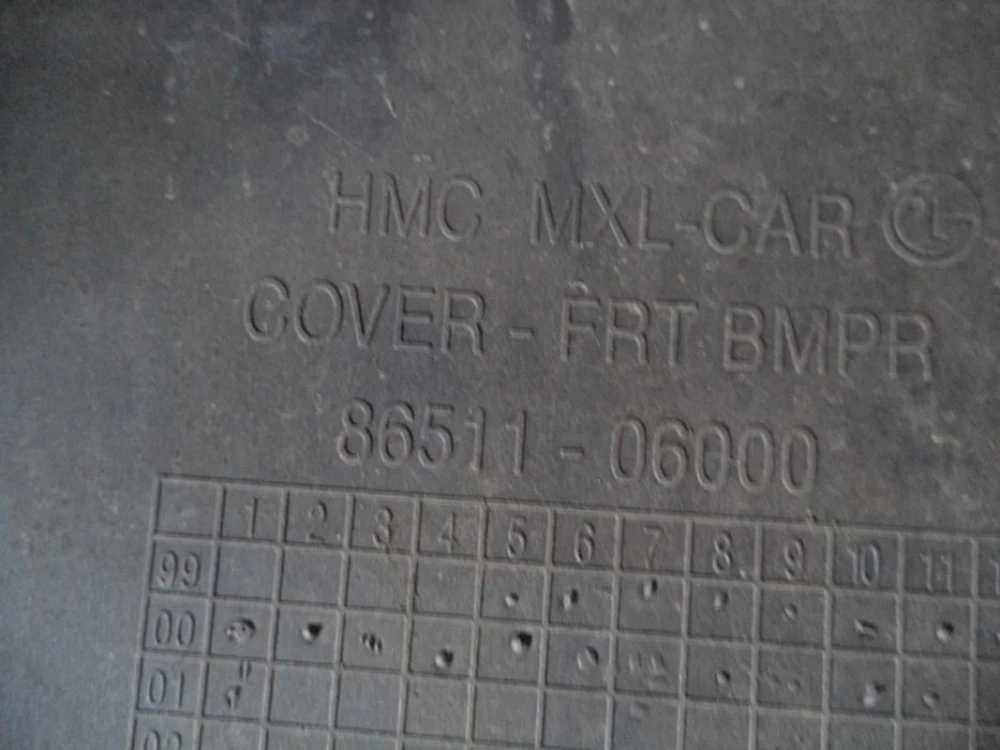 HMC MXL-CAR
COVER - FRT BMPR
86511 - 06000
1 2 3 4 5 6 7 8 9 10 11
99
00
01